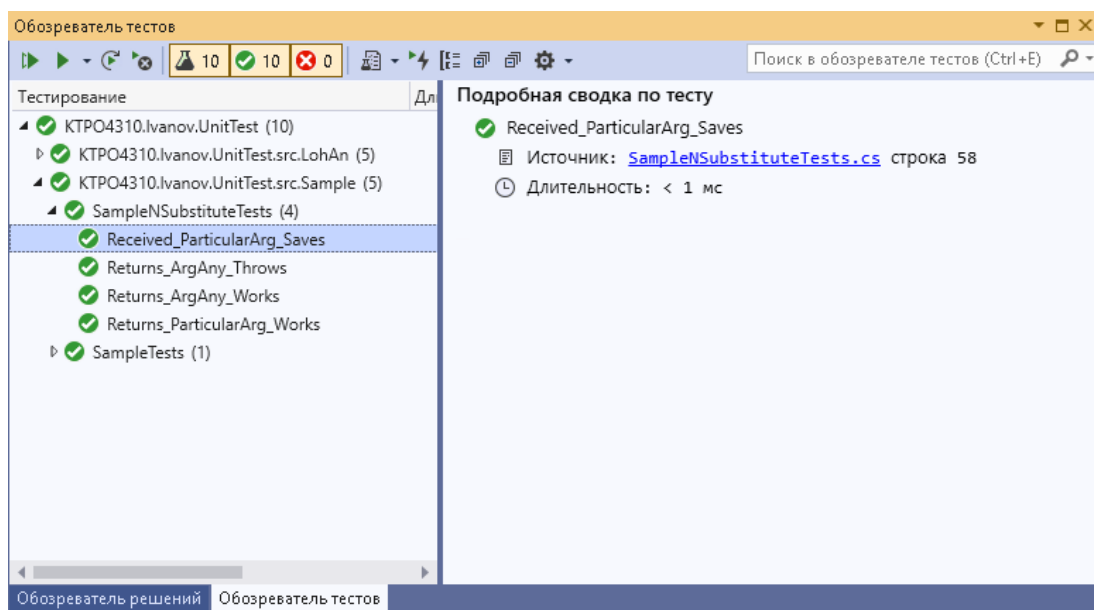 Обозреватель тестов
10 10 0 Поиск в обозревателе тестов (Ctrl+E)
Тестирование
KTPO4310.Ivanov.UnitTest (10)
KTPO4310.Ivanov.UnitTest.src.LohAn (5)
KTPO4310.Ivanov.UnitTest.src.Sample (5)
SampleNSubstituteTests (4)
Received_ParticularArg_Saves
Returns_ArgAny_Throws
Returns_ArgAny_Works
Returns_ParticularArg_Works
SampleTests (1)
Подробная сводка по тесту
Received_ParticularArg_Saves
Источник: SampleNSubstituteTests.cs строка 58
Длительность: < 1 мс
Обозреватель решений Обозреватель тестов